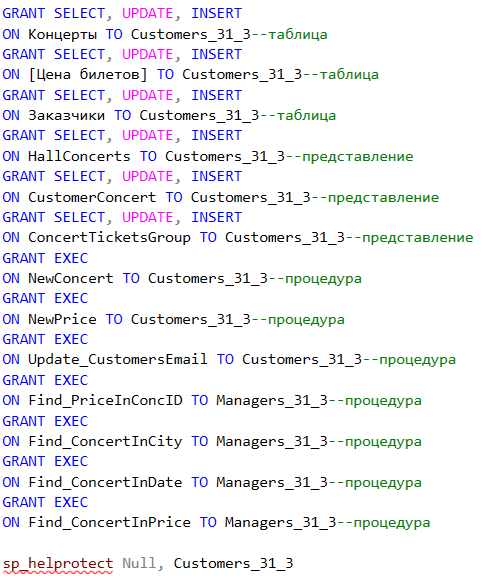 GRANT SELECT, UPDATE, INSERT
ON Концерты TO Customers_31_3--таблица
GRANT SELECT, UPDATE, INSERT
ON [Цена билетов] TO Customers_31_3--таблица
GRANT SELECT, UPDATE, INSERT
ON Заказчики TO Customers_31_3--таблица
GRANT SELECT, UPDATE, INSERT
ON HallConcerts TO Customers_31_3--представление
GRANT SELECT, UPDATE, INSERT
ON CustomerConcert TO Customers_31_3--представление
GRANT SELECT, UPDATE, INSERT
ON ConcertTicketsGroup TO Customers_31_3--представление
GRANT EXEC
ON NewConcert TO Customers_31_3--процедура
GRANT EXEC
ON NewPrice TO Customers_31_3--процедура
GRANT EXEC
ON Update_CustomersEmail TO Customers_31_3--процедура
GRANT EXEC
ON Find_PriceInConcID TO Managers_31_3--процедура
GRANT EXEC
ON Find_ConcertInCity TO Managers_31_3--процедура
GRANT EXEC
ON Find_ConcertInDate TO Managers_31_3--процедура
GRANT EXEC
ON Find_ConcertInPrice TO Managers_31_3--процедура
sp_helprotect Null, Customers_31_3